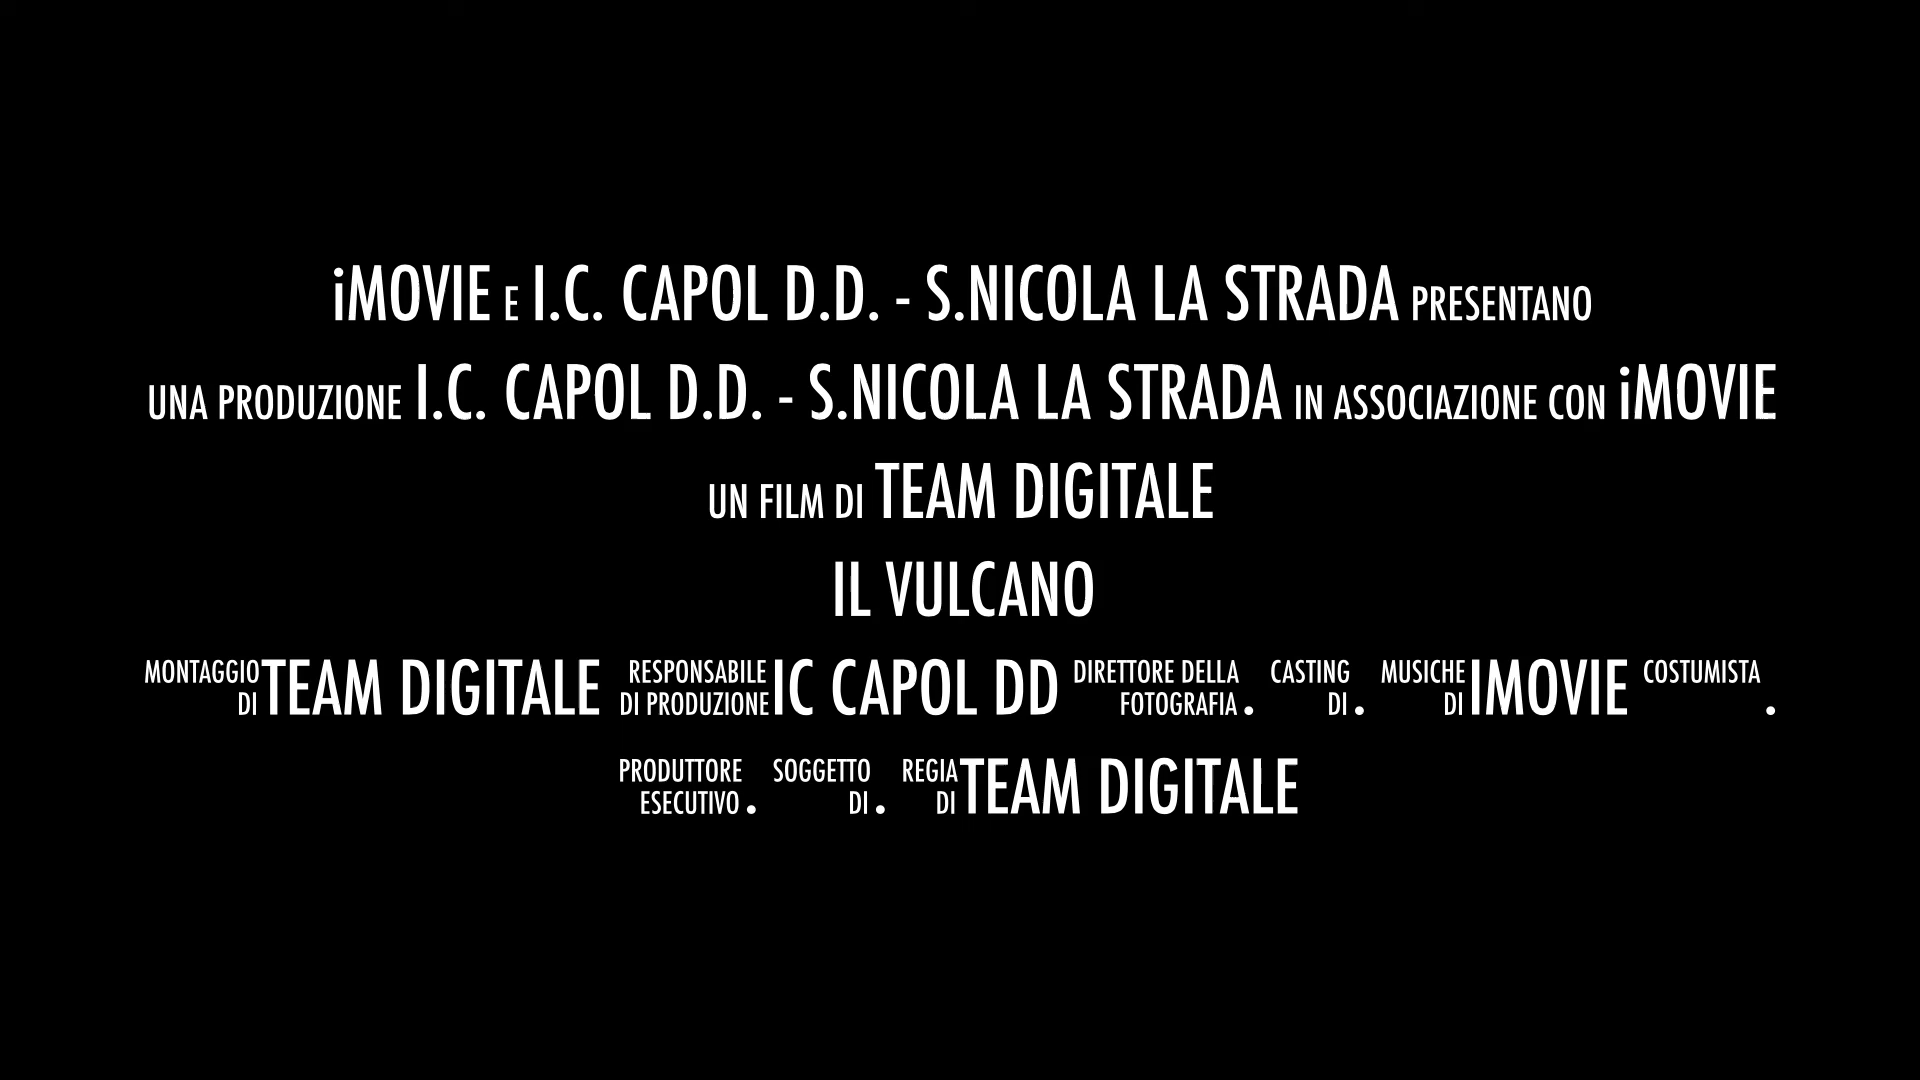 iMOVIE E I.C. CAPOL D.D. - S.NICOLA LA STRADA PRESENTANO
UNA PRODUZIONE I.C. CAPOL D.D. - S.NICOLA LA STRADA IN ASSOCIAZIONE CON iMOVIE
UN FILM DI TEAM DIGITALE
IL VULCANO
MONTAGGIO DI TEAM DIGITALE RESPONSABILE DI PRODUZIONE IC CAPOL DD DIRETTORE DELLA FOTOGRAFIA . CASTING DI . MUSICHE DI IMOVIE COSTUMISTA .
PRODUTTORE ESECUTIVO . SOGGETTO DI . REGIA DI TEAM DIGITALE